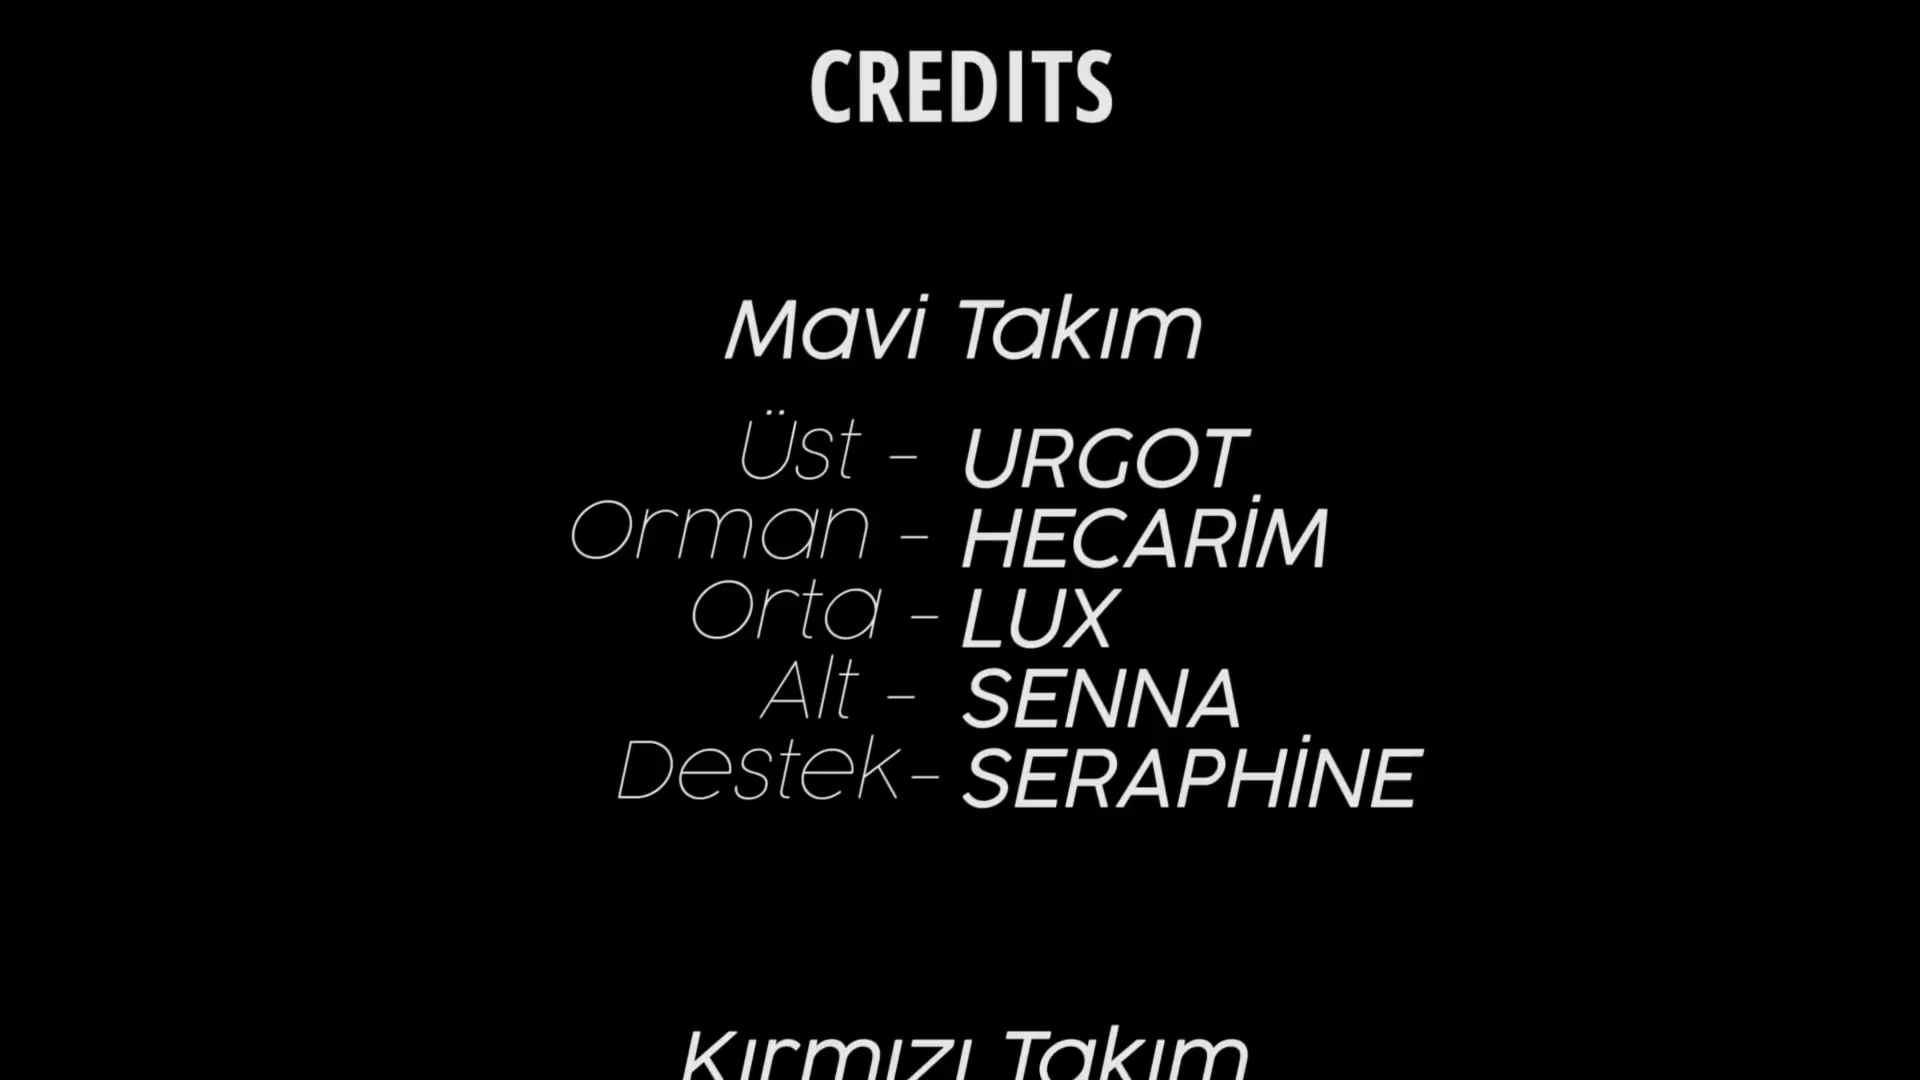 CREDITS
Mavi Takım
Üst - URGOT
Orman - HECARİM
Orta - LUX
Alt - SENNA
Destek- SERAPHİNE
Kırmızı Takım